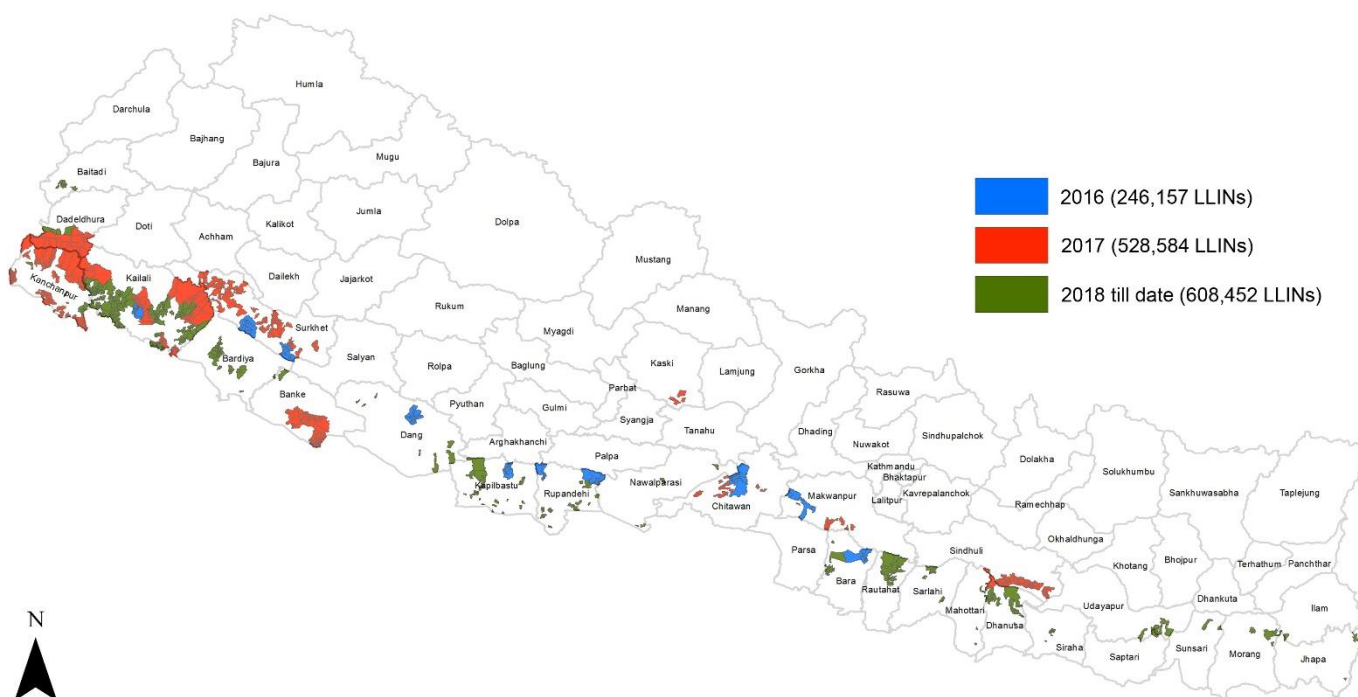 Humla
Darchula
Bajhang
Mugu
Bajura
Baitadi
2016 (246,157 LLINs)
Jumla
Dadeldhura
Doti
Kalikot
Dolpa
Achham
2017 (528,584 LLINs)
Mustang
Dailekh
Jajarkot
Kailali
Kanchanpur
2018 till date (608,452 LLINs)
Rukum
Manang
Surkhet
Myagdi
Salyan
Bardiya
Rolpa
Baglung
Kaski
Lamjung
Gorkha
Parbat
Rasuwa
Banke
Pyuthan
Gulmi
Syangja
Tanahu
Dhading
Nuwakot
Sindhupalchok
Dang
Arghakhanchi
Palpa
Dolakha
Solukhumbu
Kathmandu
Bhaktapur
Sankhuwasabha
Taplejung
Kapilbastu
Rupandehi
Nawalparasi
Chitawan
Makwanpur
Lalitpur
Kavrepalanchok
Ramechhap
Okhaldhunga
Parsa
Sindhuli
Khotang
Bhojpur
Terhathum
Panchthar
Bara
Rautahat
Sarlahi
Mahottari
Dhanusa
Udayapur
Dhankuta
Ilam
N
Siraha
Saptari
Sunsari
Morang
Jhapa